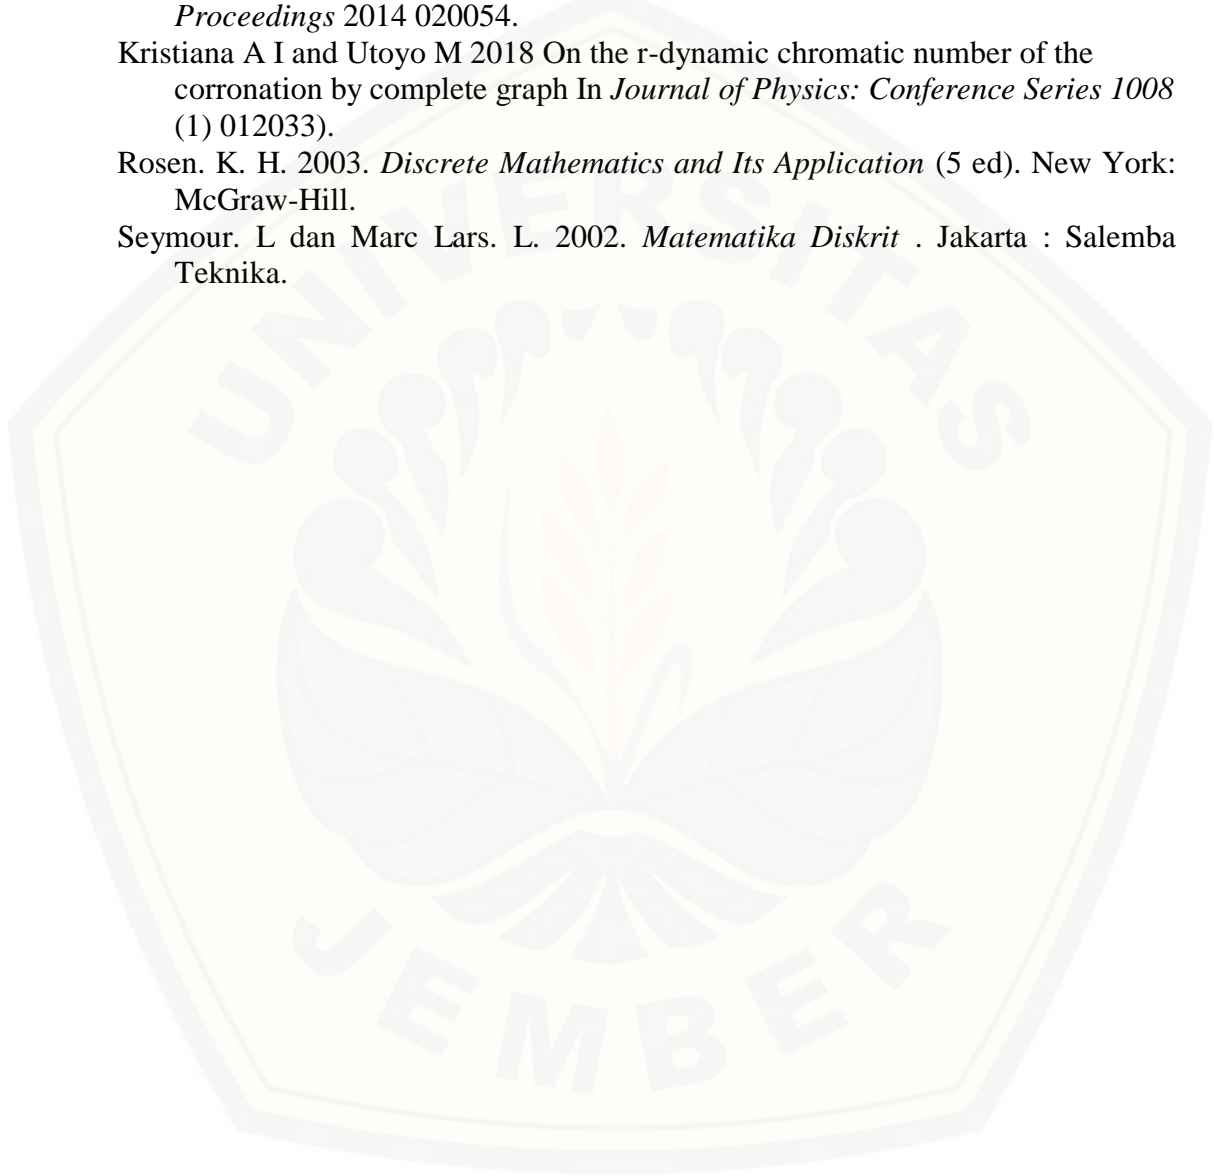 Proceedings 2014 020054.
Kristiana A I and Utoyo M 2018 On the r-dynamic chromatic number of the
corronation by complete graph In Journal of Physics: Conference Series 1008
(1) 012033).
Rosen. K. H. 2003. Discrete Mathematics and Its Application (5 ed). New York:
McGraw-Hill.
Seymour. L dan Marc Lars. L. 2002. Matematika Diskrit . Jakarta : Salemba
Teknika.
UNIVERSITAS
JEMBER